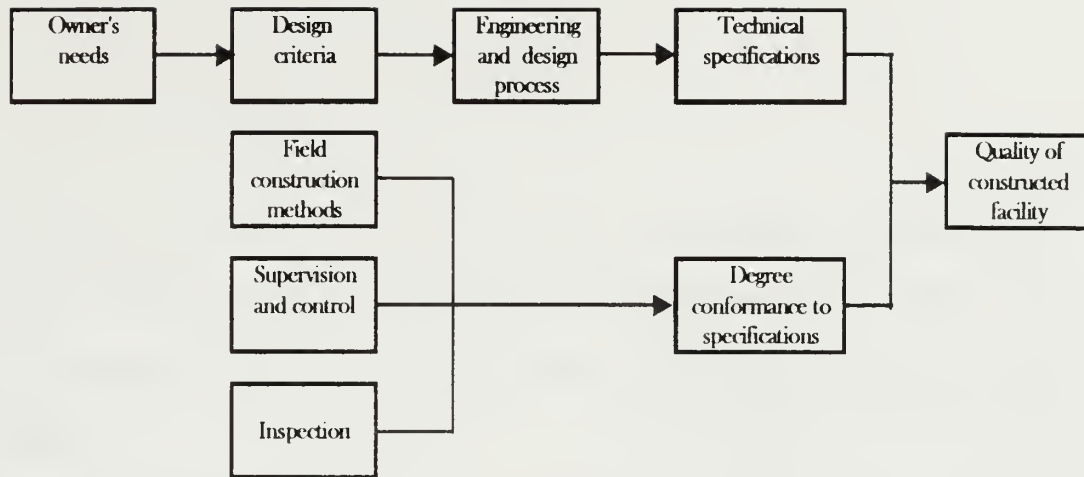 Owner's
needs
Design
criteria
Engineering
and design
process
Technical
specifications
Field
construction
methods
Quality of
constructed
facility
Supervision
and control
Degree
conformance to
specifications
Inspection